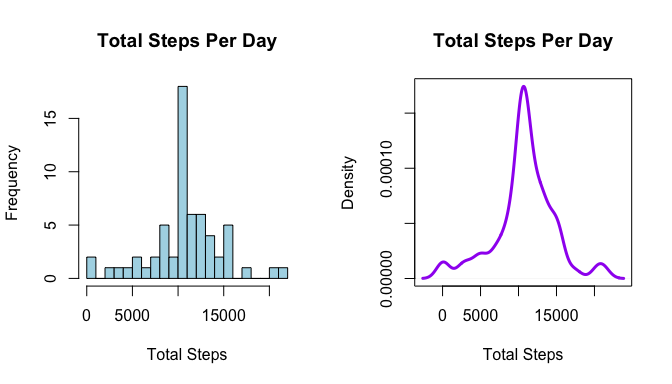 Total Steps Per Day
Frequency
0 5 10 15
0 5000 15000
Total Steps
Total Steps Per Day
Density
0.00000 0.00010
0 5000 15000
Total Steps